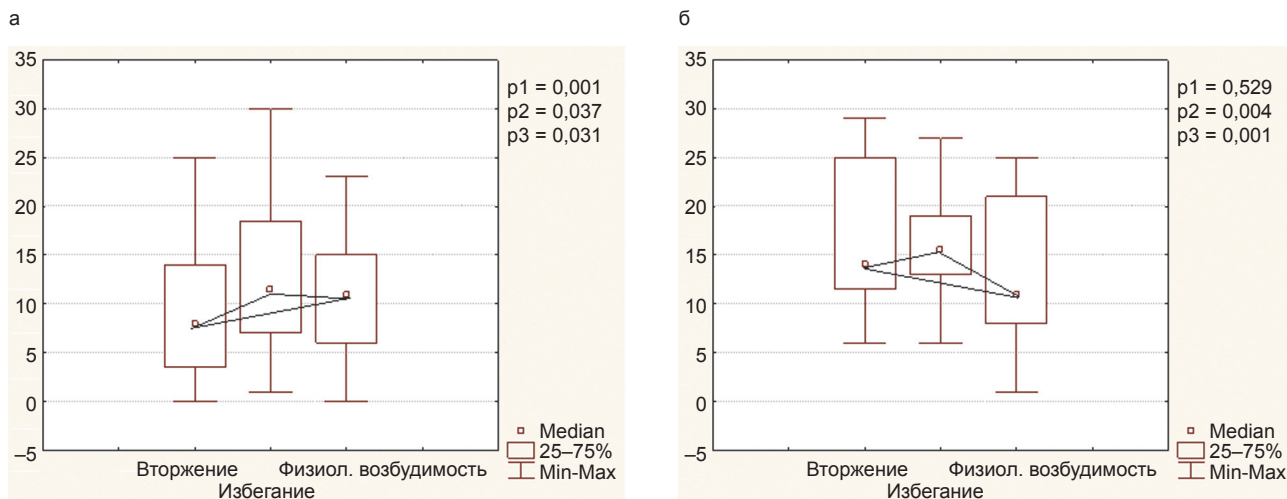 а
35
30
25
20
15
10
5
0
–5
p1 = 0,001
p2 = 0,037
p3 = 0,031
Median
25–75%
Min-Max
Вторжение
Физиол. возбудимость
Избегание
б
35
30
25
20
15
10
5
0
–5
p1 = 0,529
p2 = 0,004
p3 = 0,001
Median
25–75%
Min-Max
Вторжение
Физиол. возбудимость
Избегание